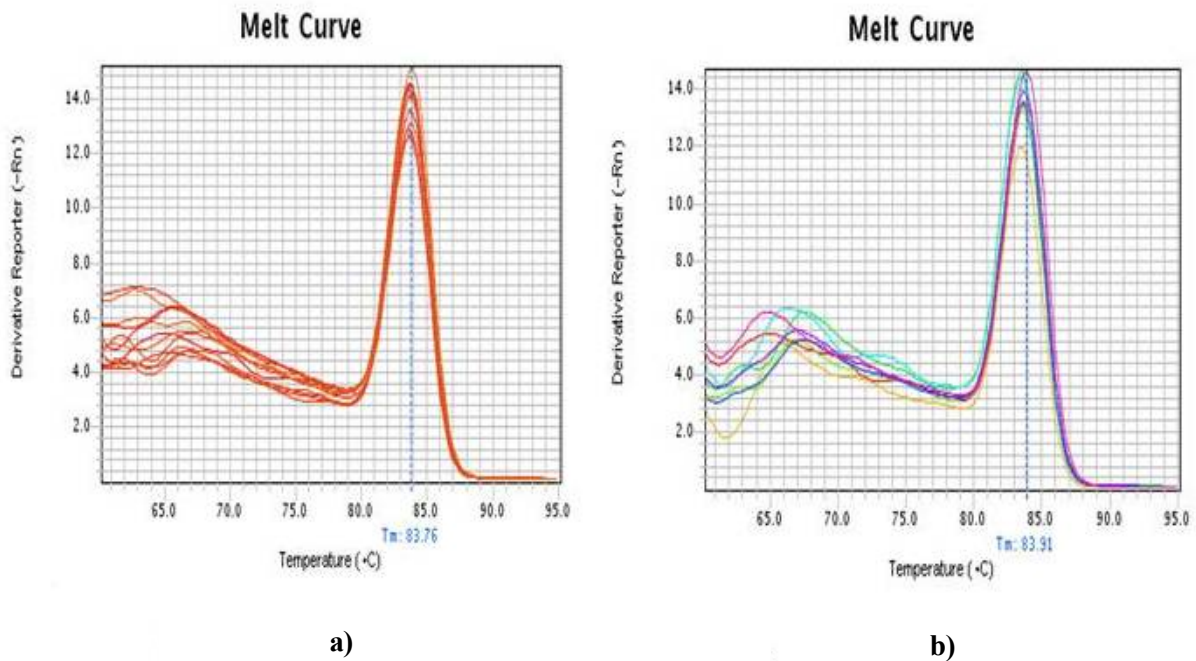 Melt Curve
Derivative Reporter (-Rn)
14.0
12.0
10.0
8.0
6.0
4.0
2.0
65.0 70.0 75.0 80.0 85.0 90.0 95.0
Tm: 83.76
Temperature (•C)
a)
Melt Curve
Derivative Reporter (-Rn)
14.0
12.0
10.0
8.0
6.0
4.0
2.0
65.0 70.0 75.0 80.0 85.0 90.0 95.0
Tm: 83.91
Temperature (•C)
b)